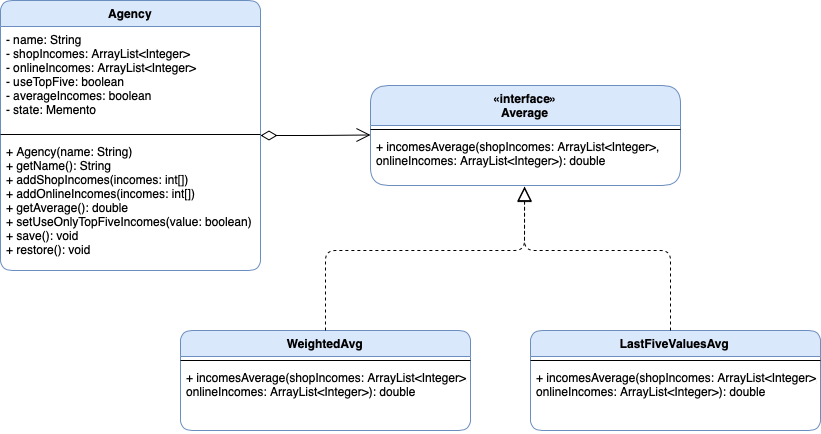 Agency
- name: String
- shopIncomes: ArrayList<Integer>
- onlineIncomes: ArrayList<Integer>
- useTopFive: boolean
- averageIncomes: boolean
- state: Memento
+ Agency(name: String)
+ getName(): String
+ addShopIncomes(incomes: int[])
+ addOnlineIncomes(incomes: int[])
+ getAverage(): double
+ setUseOnlyTopFiveIncomes(value: boolean)
+ save(): void
+ restore(): void
«interface»
Average
+ incomesAverage(shopIncomes: ArrayList<Integer>,
onlineIncomes: ArrayList<Integer>): double
WeightedAvg
+ incomesAverage(shopIncomes: ArrayList<Integer>
onlineIncomes: ArrayList<Integer>): double
LastFiveValuesAvg
+ incomesAverage(shopIncomes: ArrayList<Integer>
onlineIncomes: ArrayList<Integer>): double